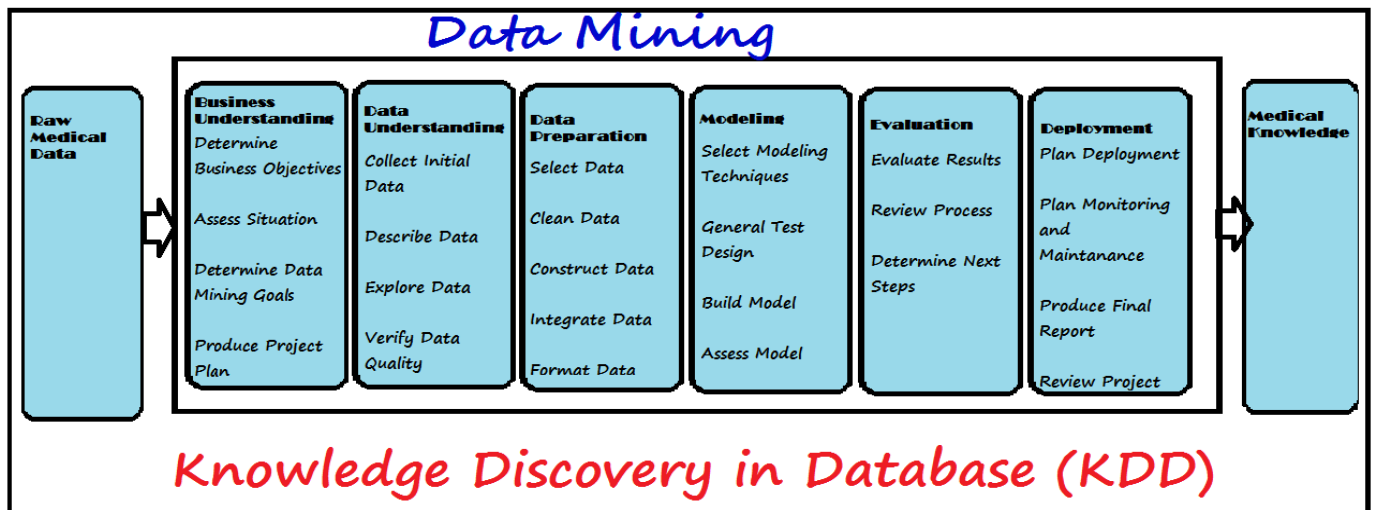 Data Mining
Raw
Medical
Data
Business
Understanding
Determine
Business Objectives
Assess Situation
Determine Data
Mining Goals
Produce Project
Plan
Data
Understanding
Collect Initial
Data
Describe Data
Explore Data
Verify Data
Quality
Data
Preparation
Select Data
Clean Data
Construct Data
Integrate Data
Format Data
Modeling
Select Modeling
Techniques
General Test
Design
Build Model
Assess Model
Evaluation
Evaluate Results
Review Process
Determine Next
Steps
Deployment
Plan Deployment
Plan Monitoring
and
Maintanance
Produce Final
Report
Review Project
Medical
Knowledge
Knowledge Discovery in Database (KDD)